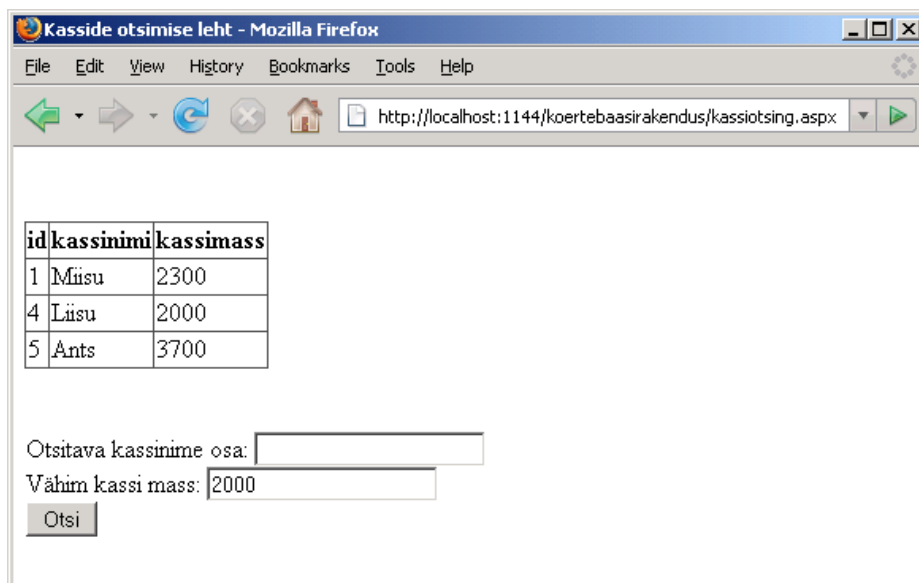 Kasside otsimise leht - Mozilla Firefox
File Edit View History Bookmarks Tools Help
http://localhost:1144/koertebaasirakendus/kassiotsing.aspx
id kassinimi kassimass
1 Miisu 2300
4 Liisu 2000
5 Ants 3700
Otsitava kassinime osa:
Vähim kassi mass: 2000
Otsi